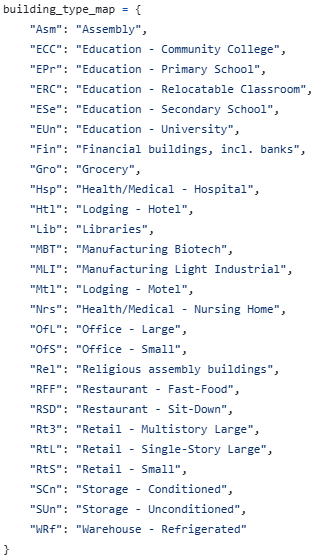 building_type_map = {
    "Asm": "Assembly",
    "ECC": "Education - Community College",
    "EPr": "Education - Primary School",
    "ERC": "Education - Relocatable Classroom",
    "ESe": "Education - Secondary School",
    "EUn": "Education - University",
    "Fin": "Financial buildings, incl. banks",
    "Gro": "Grocery",
    "Hsp": "Health/Medical - Hospital",
    "Htl": "Lodging - Hotel",
    "Lib": "Libraries",
    "MBT": "Manufacturing Biotech",
    "MLI": "Manufacturing Light Industrial",
    "Mtl": "Lodging - Motel",
    "Nrs": "Health/Medical - Nursing Home",
    "OfL": "Office - Large",
    "OfS": "Office - Small",
    "Rel": "Religious assembly buildings",
    "RFF": "Restaurant - Fast-Food",
    "RSD": "Restaurant - Sit-Down",
    "Rt3": "Retail - Multistory Large",
    "RtL": "Retail - Single-Story Large",
    "RtS": "Retail - Small",
    "SCn": "Storage - Conditioned",
    "SUn": "Storage - Unconditioned",
    "WRf": "Warehouse - Refrigerated"
}